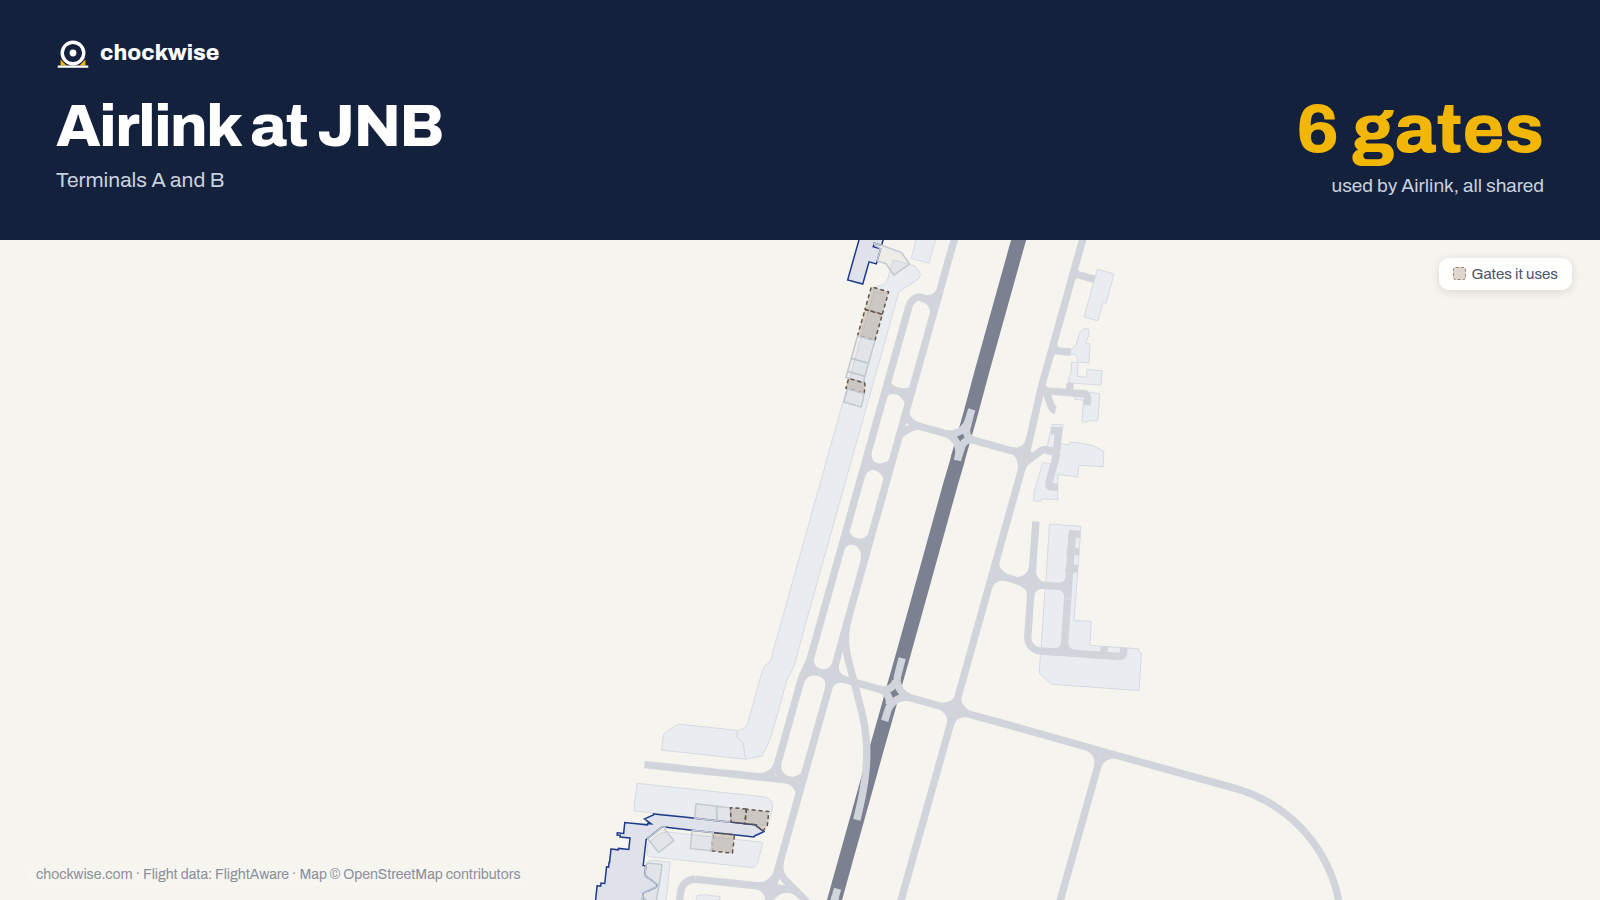 chockwise
Airlink at JNB
Terminals A and B
6 gates
used by Airlink, all shared
Gates it uses
chockwise.com · Flight data: FlightAware · Map © OpenStreetMap contributors